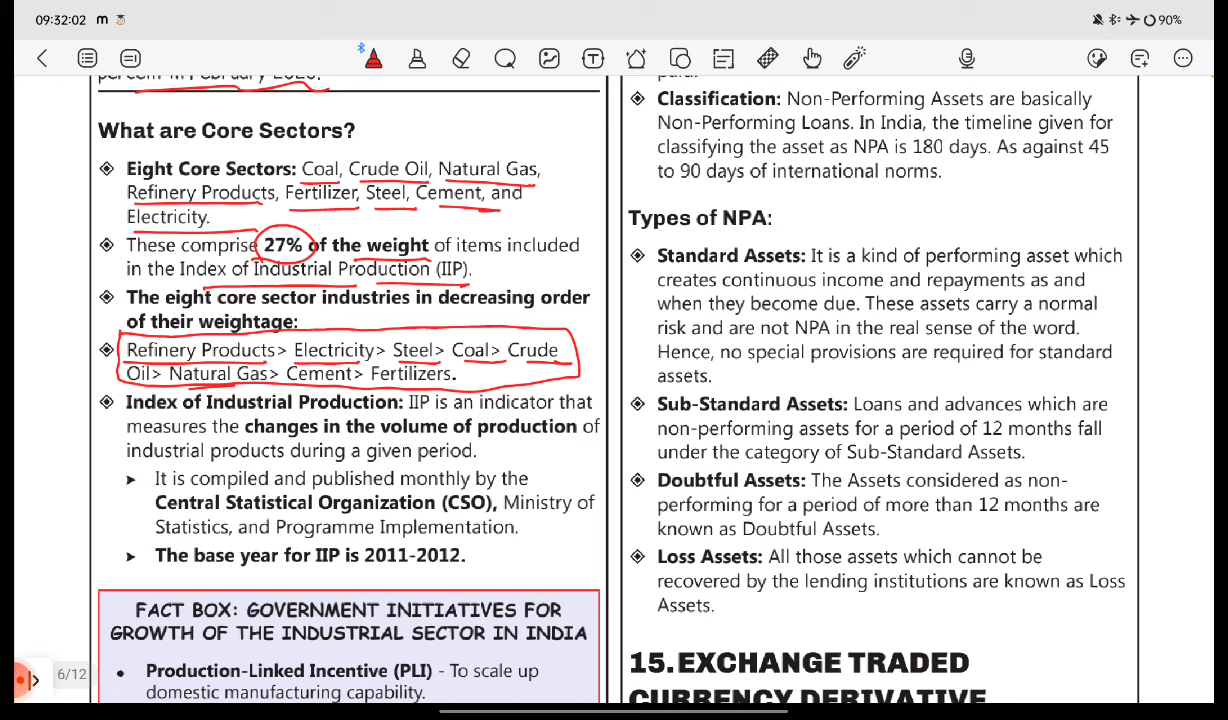 09:32:02 m
90%
percent in February 2020.
What are Core Sectors?
Eight Core Sectors: Coal, Crude Oil, Natural Gas,
Refinery Products, Fertilizer, Steel, Cement, and
Electricity.
These comprise 27% of the weight of items included
in the Index of Industrial Production (IIP).
The eight core sector industries in decreasing order
of their weightage:
Refinery Products> Electricity> Steel> Coal> Crude
Oil> Natural Gas> Cement> Fertilizers.
Index of Industrial Production: IIP is an indicator that
measures the changes in the volume of production of
industrial products during a given period.
It is compiled and published monthly by the
Central Statistical Organization (CSO), Ministry of
Statistics, and Programme Implementation.
The base year for IIP is 2011-2012.
FACT BOX: GOVERNMENT INITIATIVES FOR
GROWTH OF THE INDUSTRIAL SECTOR IN INDIA
Production-Linked Incentive (PLI) - To scale up
domestic manufacturing capability.
6/12
paid.
Classification: Non-Performing Assets are basically
Non-Performing Loans. In India, the timeline given for
classifying the asset as NPA is 180 days. As against 45
to 90 days of international norms.
Types of NPA:
Standard Assets: It is a kind of performing asset which
creates continuous income and repayments as and
when they become due. These assets carry a normal
risk and are not NPA in the real sense of the word.
Hence, no special provisions are required for standard
assets.
Sub-Standard Assets: Loans and advances which are
non-performing assets for a period of 12 months fall
under the category of Sub-Standard Assets.
Doubtful Assets: The Assets considered as non-
performing for a period of more than 12 months are
known as Doubtful Assets.
Loss Assets: All those assets which cannot be
recovered by the lending institutions are known as Loss
Assets.
15. EXCHANGE TRADED
CURRENCY DERIVATIVE